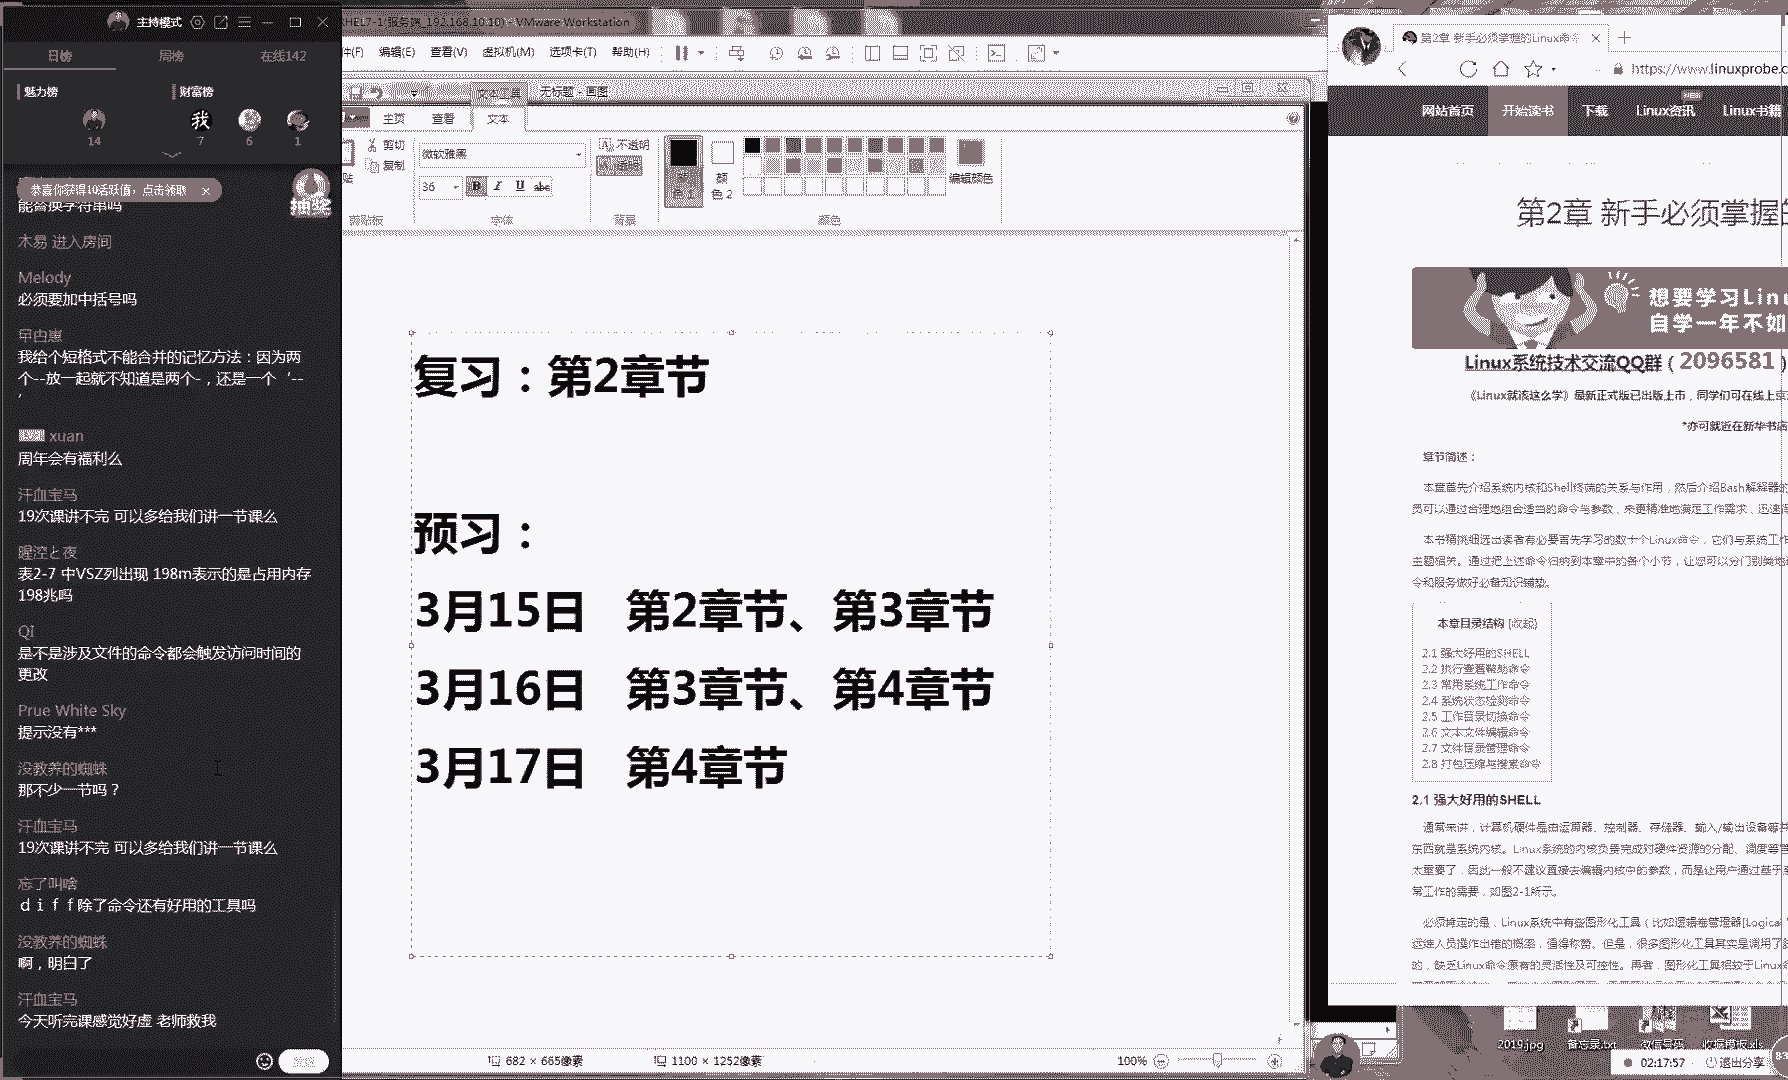 主持模式
日榜 周榜 在线142
魅力榜 财富榜
我
14 7 6 1
恭喜你获得10活跃值，点击领取
抽奖
能替换字符串吗
木易 进入房间
Melody
必须要加中括号吗
我给个短格式不能合并的记忆方法：因为两
个--放一起就不知道是两个-，还是一个‘--
’
xuan
周年会有福利么
汗血宝马
19次课讲不完 可以多给我们讲一节课么
表2-7 中VSZ列出现 198m表示的是占用内存
198兆吗
QI
是不是涉及文件的命令都会触发访问时间的
更改
Prue White Sky
提示没有***
没教养的蜘蛛
那不少一节吗？
汗血宝马
19次课讲不完 可以多给我们讲一节课么
忘了叫啥
ｄｉｆｆ除了命令还有好用的工具吗
没教养的蜘蛛
啊，明白了
汗血宝马
今天听完课感觉好虚 老师救我
RHEL7-1(服务端_192.168.10.10) - VMware Workstation
件(F) 编辑(E) 查看(V) 虚拟机(M) 选项卡(T) 帮助(H)
文本工具 无标题 - 画图
主页 查看 文本
剪切
复制
贴
剪贴板
微软雅黑
36 B I U abc
字体
不透明
透明
背景
颜色 1
颜色 2
编辑颜色
颜色
复习：第2章节
预习：
3月15日 第2章节、第3章节
3月16日 第3章节、第4章节
3月17日 第4章节
682 × 665像素 1100 × 1252像素 100%
第2章 新手必须掌握的Linux命令
https://www.linuxprobe.c
网站首页 开始读书 下载 Linux资讯 Linux书籍
第2章 新手必须掌握的
想要学习Lin
自学一年不如
Linux系统技术交流QQ群（2096581）
《Linux就该这么学》最新正式版已出版上市，同学们可在线上京
*亦可就近在新华书店
章节简述：
本章首先介绍系统内核和Shell终端的关系与作用，然后介绍Bash解释器的
员可以通过合理地组合适当的命令与参数，来更精准地满足工作需求，迅速
本书精挑细选出读者有必要首先学习的数十个Linux命令，它们与系统工作
主题相关。通过把上述命令归纳到本章中的各个小节，让您可以分门别类地
令和服务做好必备知识铺垫。
本章目录结构 [收起]
2.1 强大好用的SHELL
2.2 执行查看帮助命令
2.3 常用系统工作命令
2.4 系统状态检测命令
2.5 工作目录切换命令
2.6 文本文件编辑命令
2.7 文件目录管理命令
2.8 打包压缩与搜索命令
2.1 强大好用的SHELL
通常来讲，计算机硬件是由运算器、控制器、存储器、输入/输出设备等共
东西就是系统内核。Linux系统的内核负责完成对硬件资源的分配、调度等管
太重要了，因此一般不建议直接去编辑内核中的参数，而是让用户通过基于系
常工作的需要，如图2-1所示。
必须肯定的是，Linux系统中有些图形化工具（比如逻辑卷管理器[Logical
运维人员操作出错的概率，值得称赞。但是，很多图形化工具其实是调用了脚
的，缺乏Linux命令原有的灵活性及可控性。再者，图形化工具相较于Linux命
2019.jpg 备忘录.txt
02:17:57 退出分享